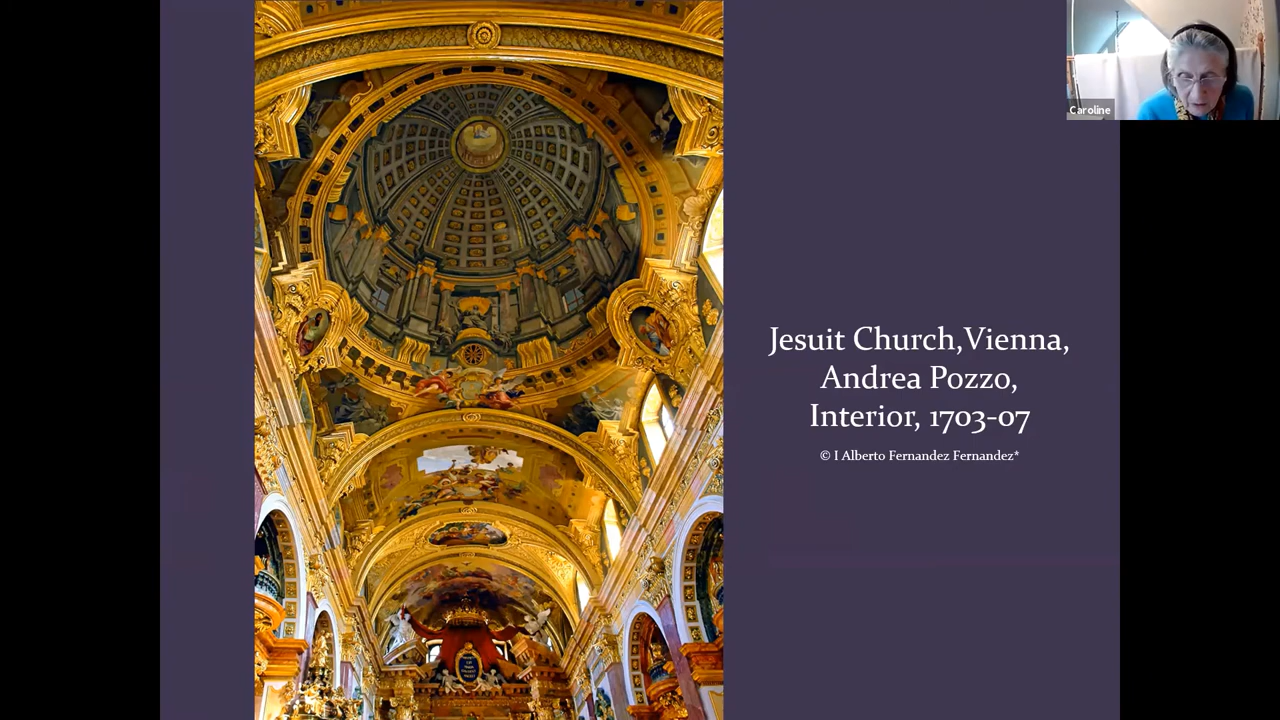 Caroline
Jesuit Church,Vienna,
Andrea Pozzo,
Interior, 1703-07
© I Alberto Fernandez Fernandez*